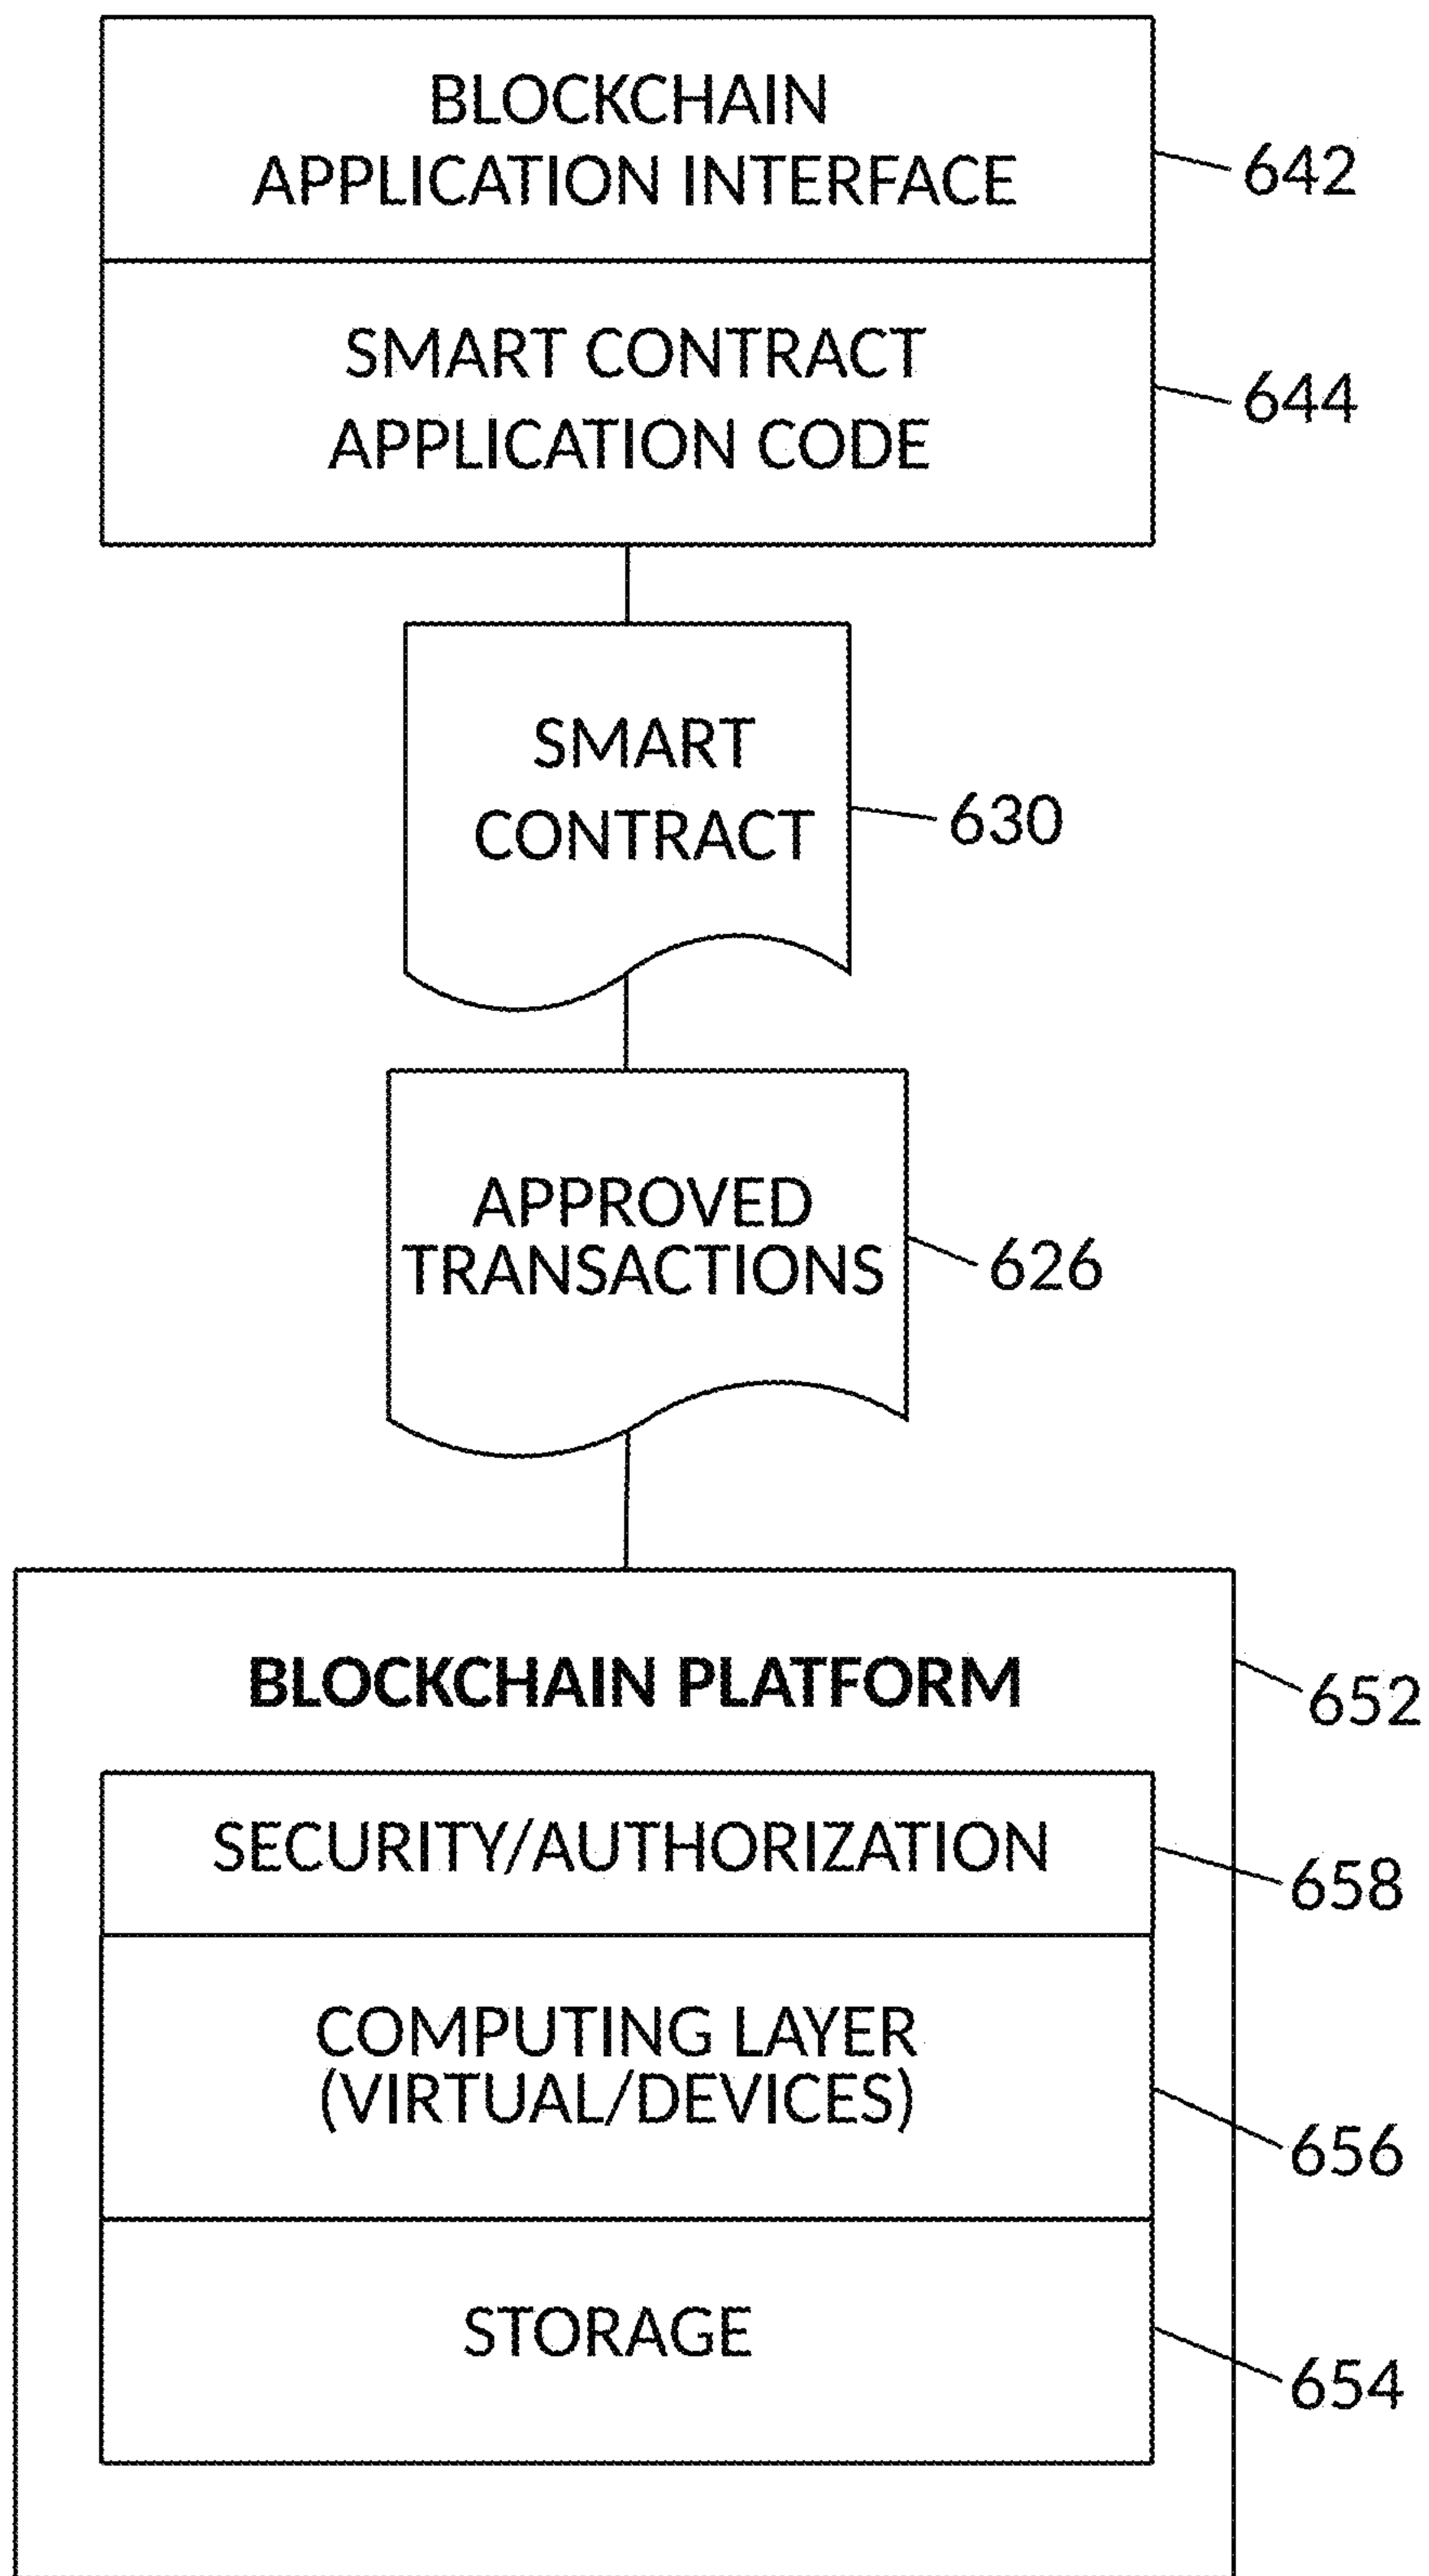 BLOCKCHAIN
APPLICATION INTERFACE
642
SMART CONTRACT
APPLICATION CODE
644
SMART
CONTRACT
630
APPROVED
TRANSACTIONS
626
BLOCKCHAIN PLATFORM
652
SECURITY/AUTHORIZATION
658
COMPUTING LAYER
(VIRTUAL/DEVICES)
656
STORAGE
654